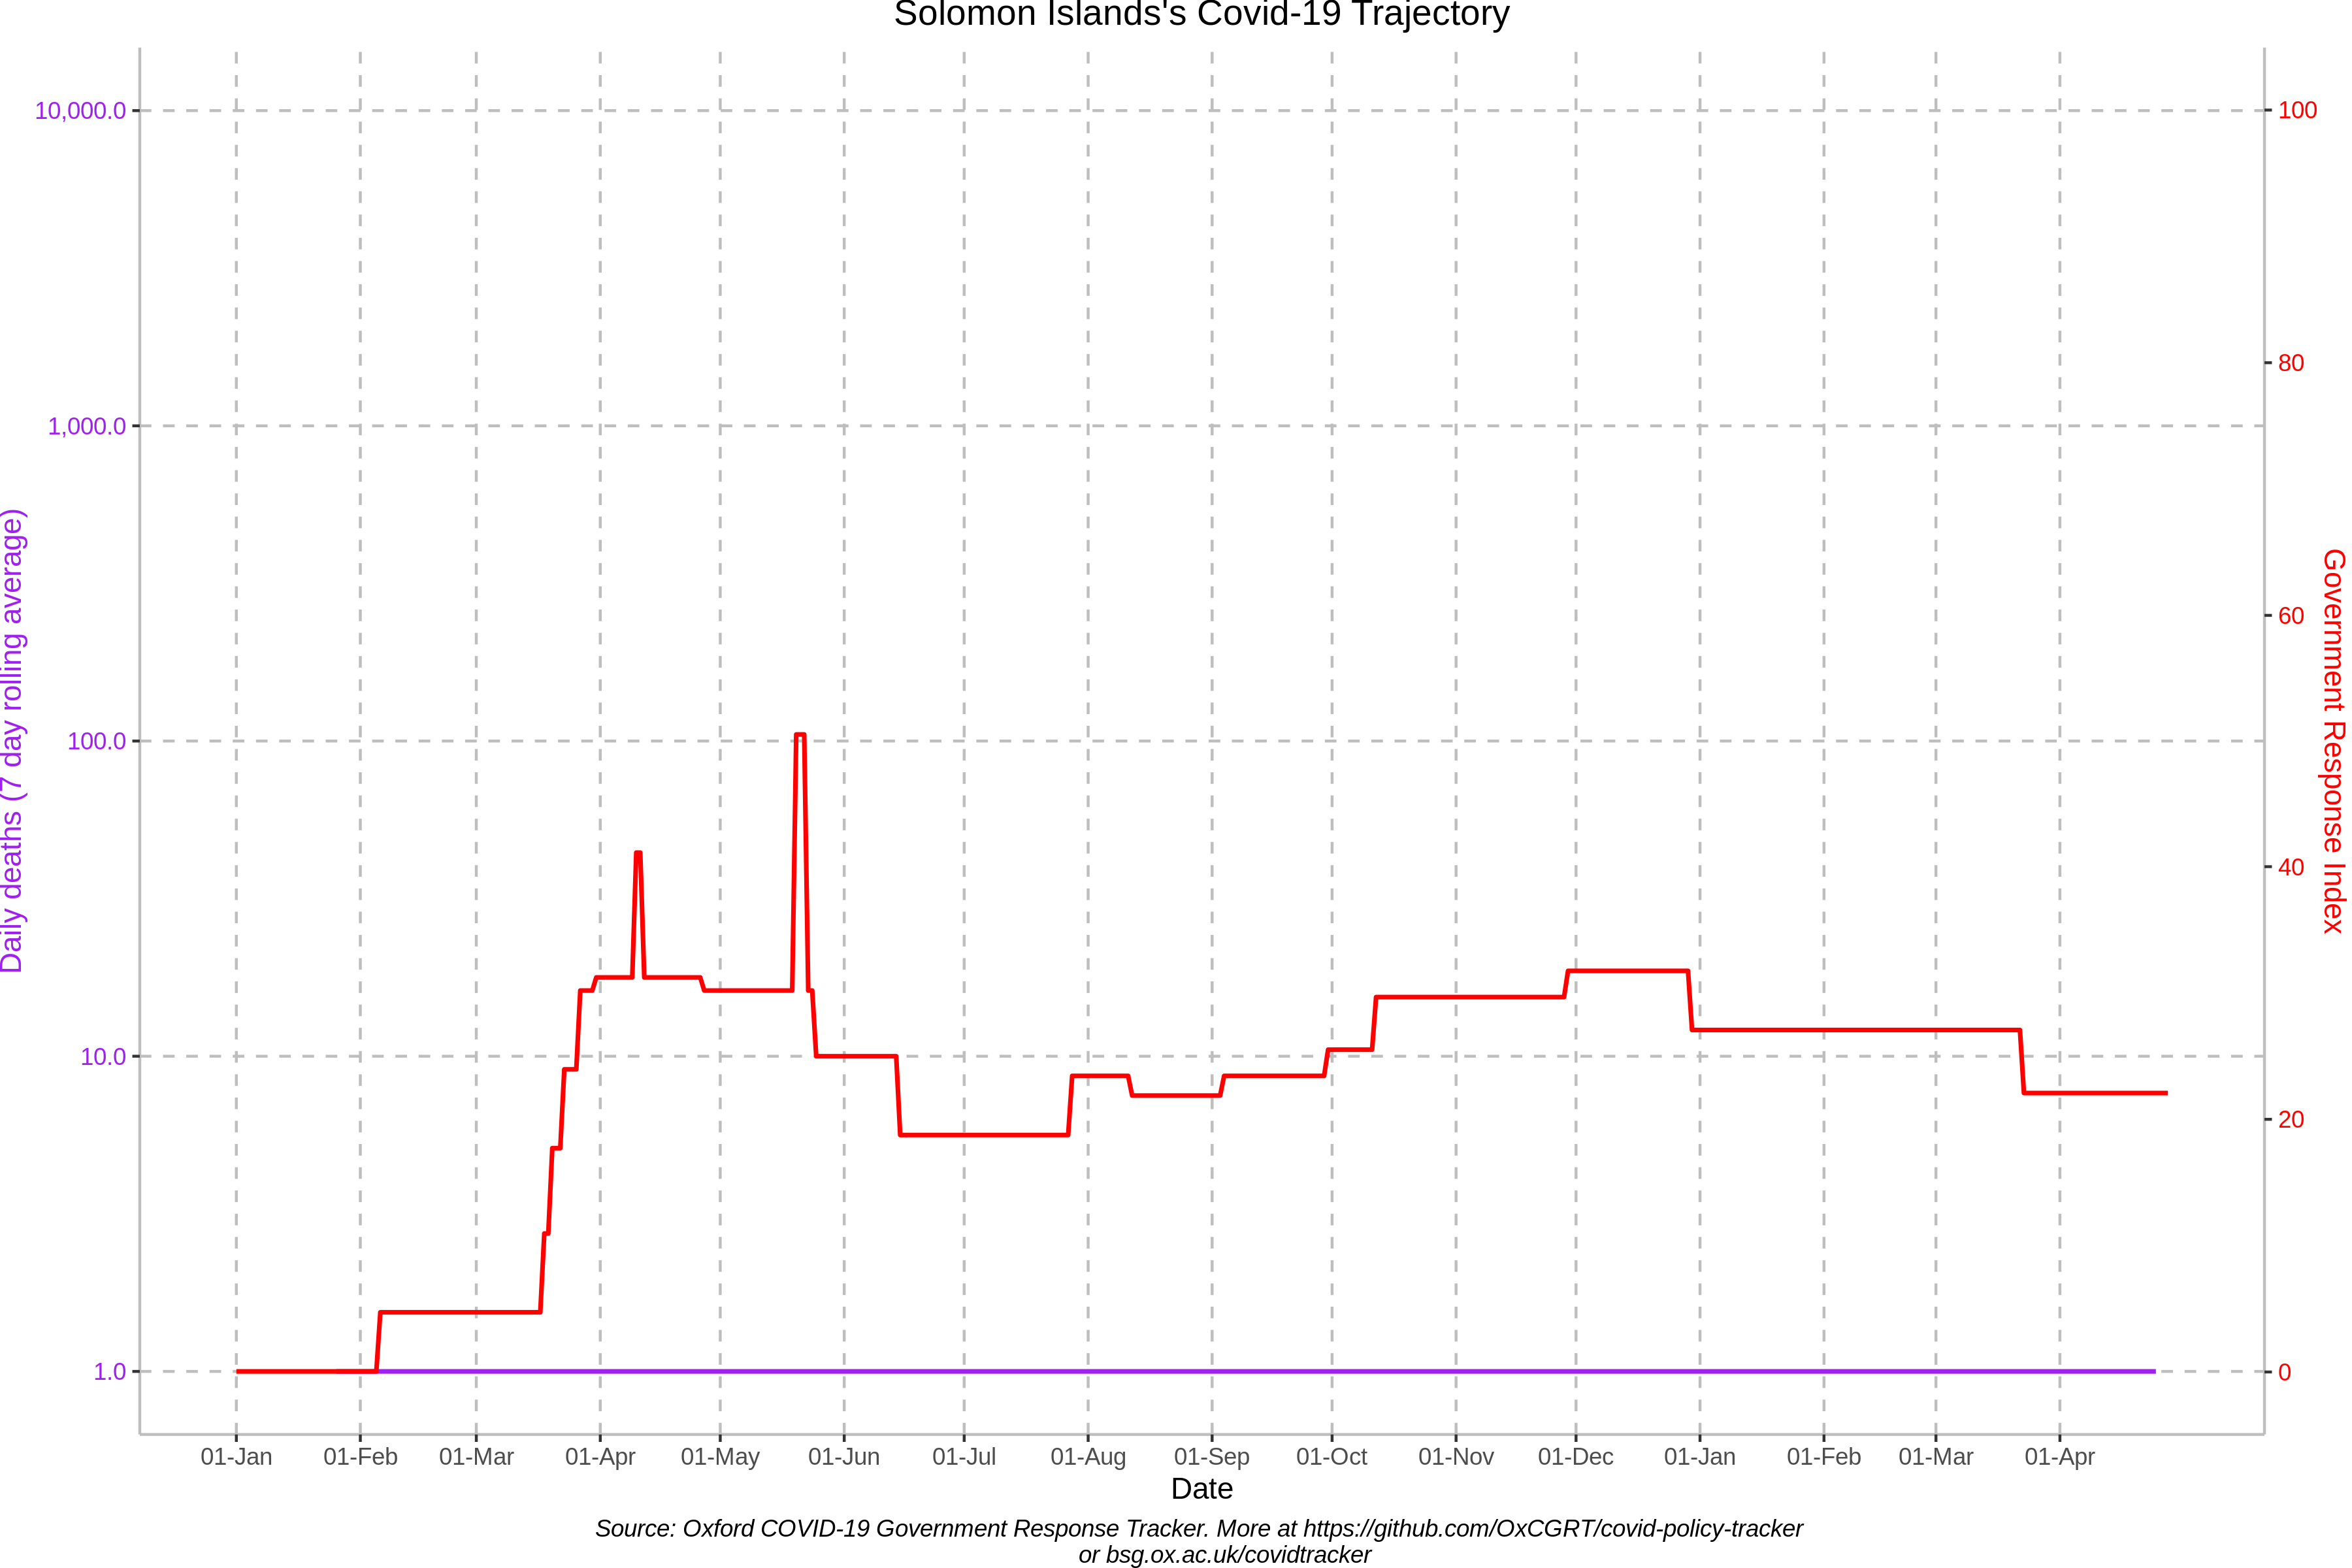 Solomon Islands's Covid-19 Trajectory
10,000.0
1,000.0
100.0
10.0
1.0
Daily deaths (7 day rolling average)
100
80
60
40
20
0
Government Response Index
01-Jan 01-Feb 01-Mar 01-Apr 01-May 01-Jun 01-Jul 01-Aug 01-Sep 01-Oct 01-Nov 01-Dec 01-Jan 01-Feb 01-Mar 01-Apr
Date
Source: Oxford COVID-19 Government Response Tracker. More at https://github.com/OxCGRT/covid-policy-tracker
or bsg.ox.ac.uk/covidtracker